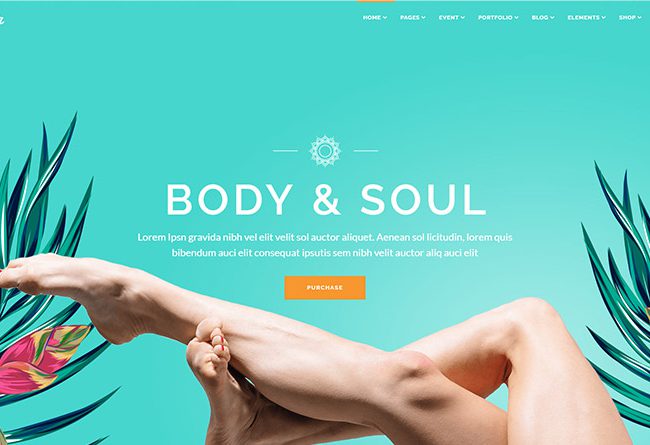 HOME PAGES EVENT PORTFOLIO BLOG ELEMENTS SHOP
BODY & SOUL
Lorem Ipsn gravida nibh vel elit velit sol auctor aliquet. Aenean sol licitudin, lorem quis
bibendum auci elit consequat ipsutis sem nibh velit auctor allq auci elit
PURCHASE